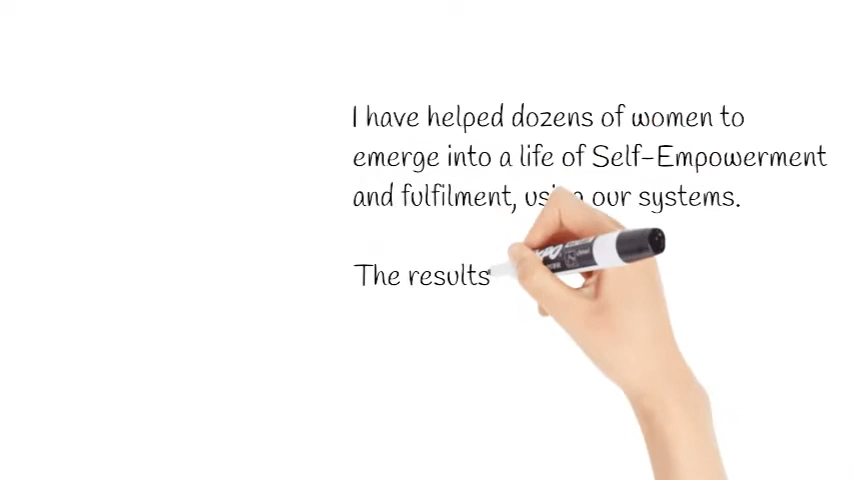 I have helped dozens of women to
emerge into a life of Self-Empowerment
and fulfilment, our systems.
The results